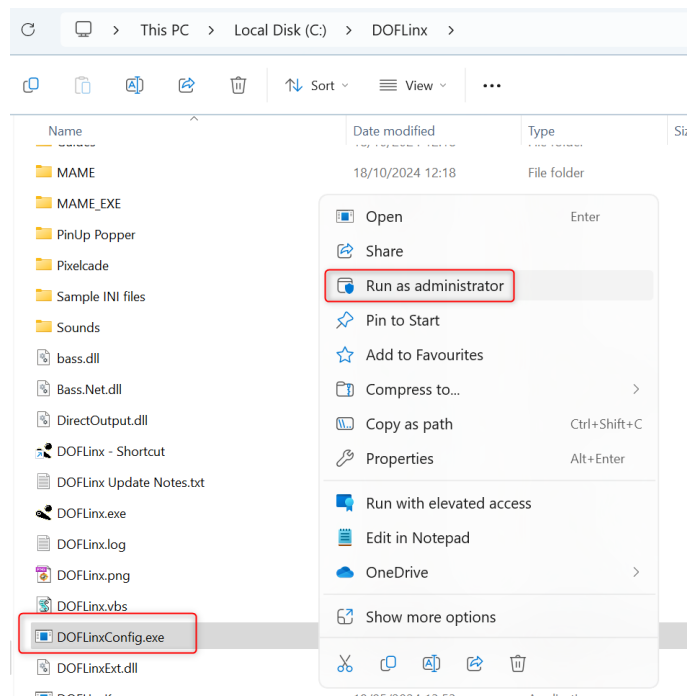 This PC > Local Disk (C:) > DOFLinx >
Sort View •••
Name Date modified Type
MAME 18/10/2024 12:18 File folder
MAME_EXE
PinUp Popper
Pixelcade
Sample INI files
Sounds
bass.dll
Bass.Net.dll
DirectOutput.dll
DOFLinx - Shortcut
DOFLinx Update Notes.txt
DOFLinx.exe
DOFLinx.log
DOFLinx.png
DOFLinx.vbs
DOFLinxConfig.exe
DOFLinxExt.dll
Open Enter
Share
Run as administrator
Pin to Start
Add to Favourites
Compress to... >
Copy as path Ctrl+Shift+C
Properties Alt+Enter
Run with elevated access
Edit in Notepad
OneDrive >
Show more options